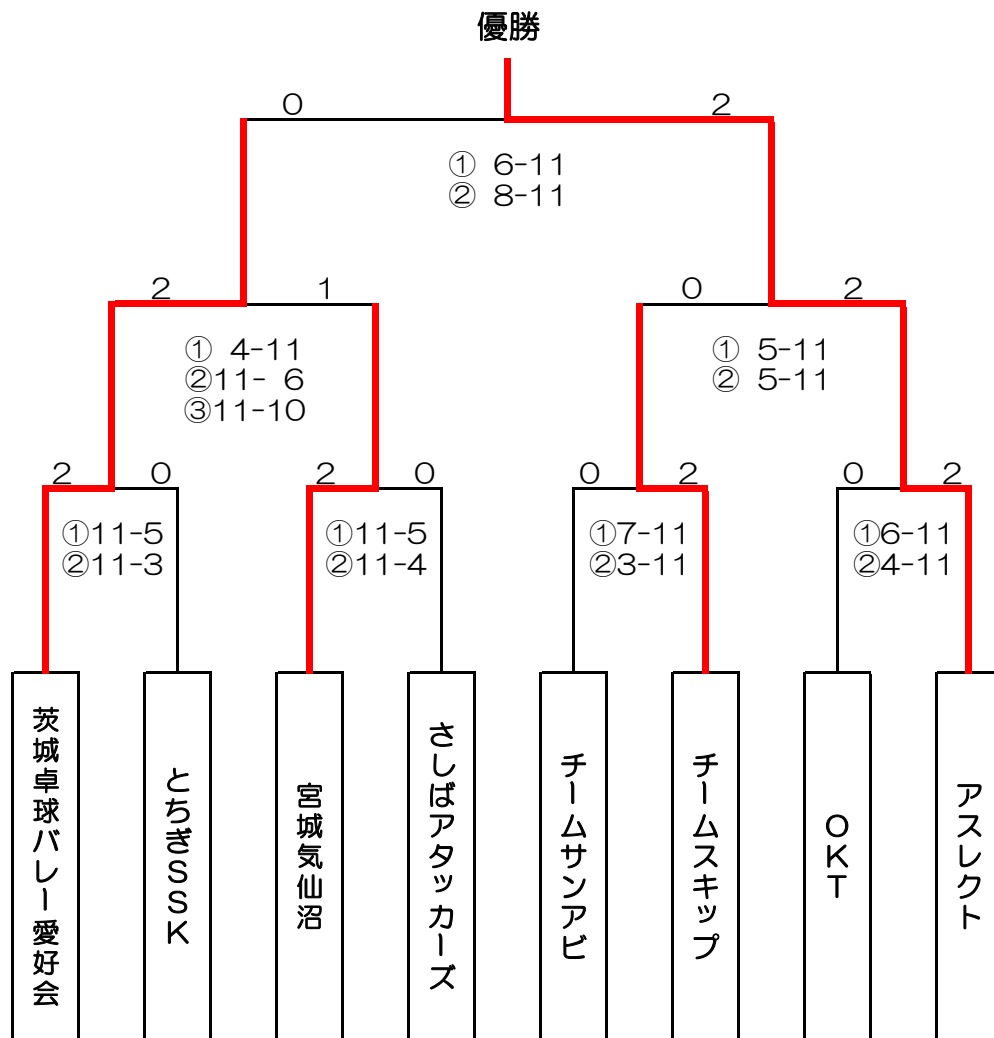 優勝
0 2
① 6-11
② 8-11
2 1 0 2
① 4-11
②11- 6
③11-10
① 5-11
② 5-11
2 0 2 0 0 2 0 2
①11-5
②11-3
①11-5
②11-4
①7-11
②3-11
①6-11
②4-11
茨城卓球バレー愛好会
とちぎSSK
宮城気仙沼
さしばアタッカーズ
チームサンアビ
チームスキップ
OKT
アスレクト